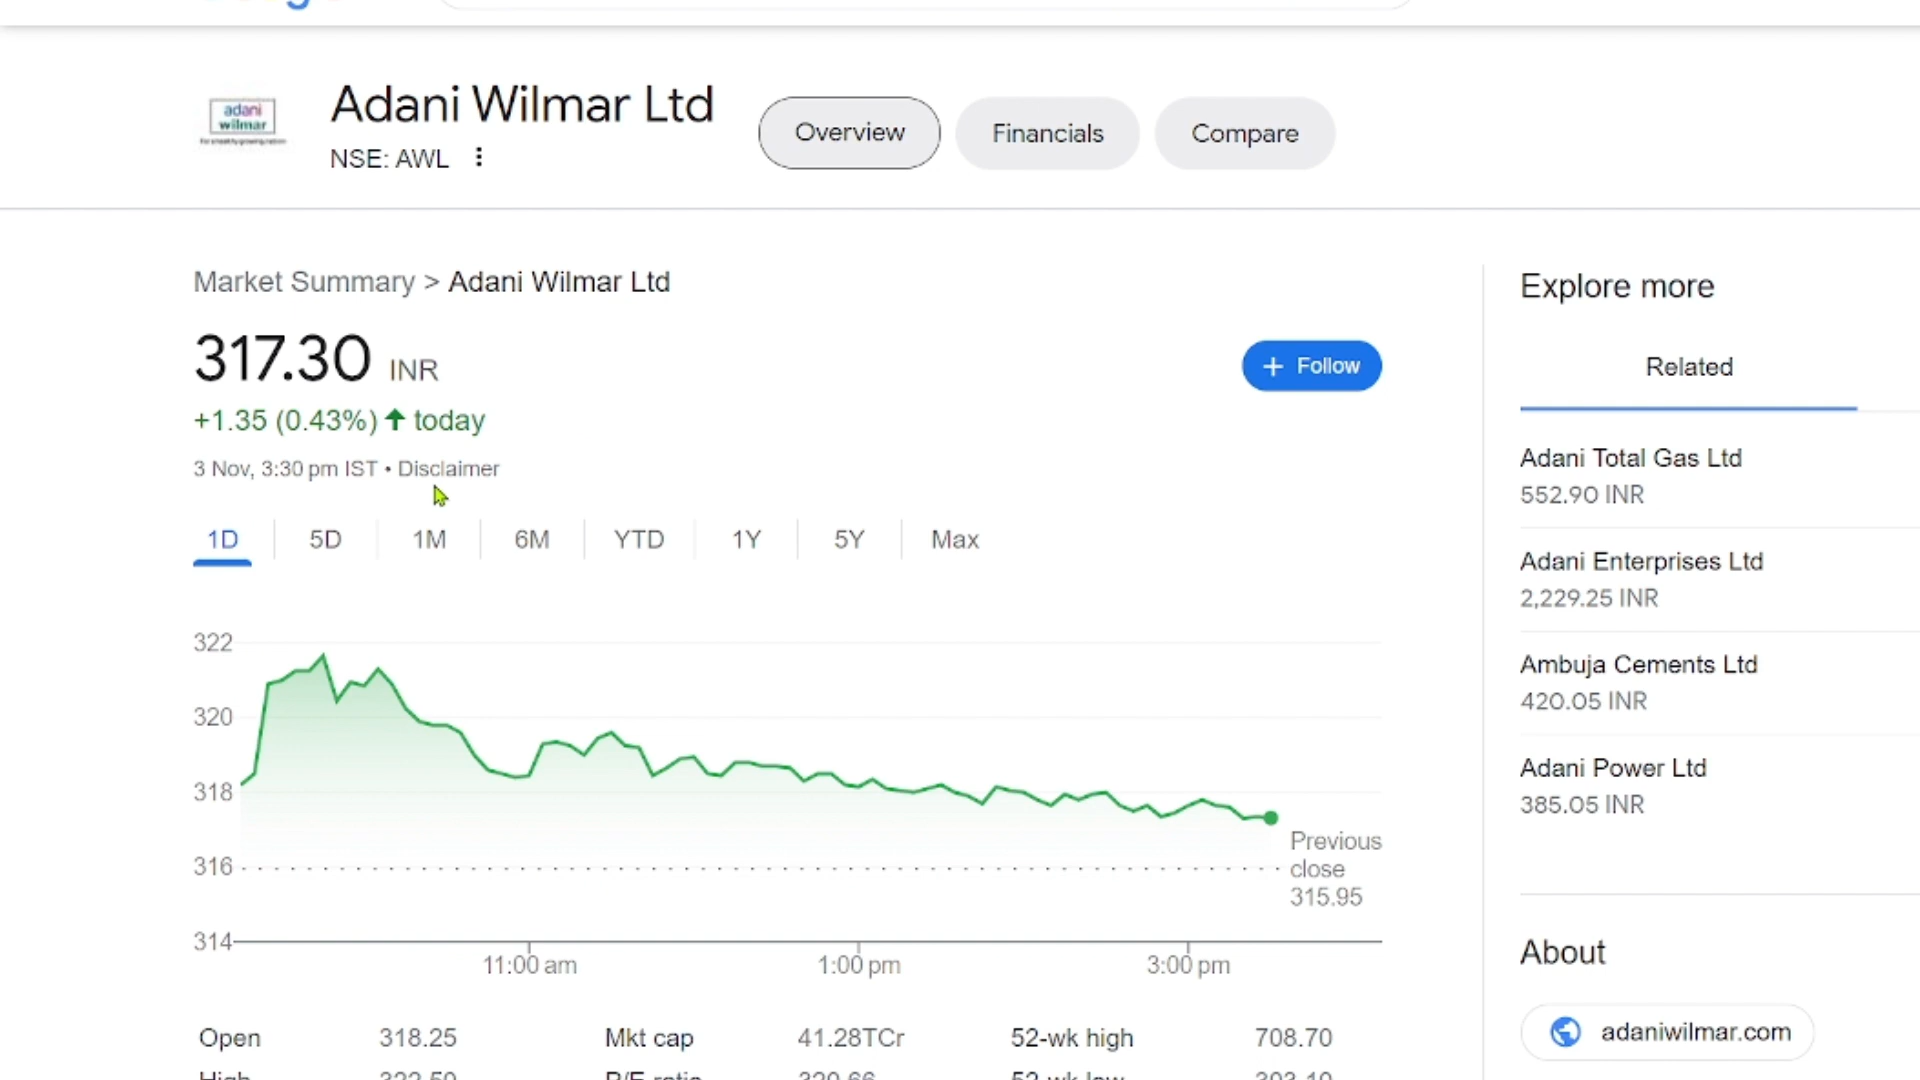 adani
wilmar
Adani Wilmar Ltd
NSE: AWL
Overview
Financials
Compare
Market Summary > Adani Wilmar Ltd
317.30 INR
+ Follow
+1.35 (0.43%) ↑ today
3 Nov, 3:30 pm IST • Disclaimer
1D 5D 1M 6M YTD 1Y 5Y Max
322
320
318
316
314
Previous
close
315.95
11:00 am 1:00 pm 3:00 pm
Open 318.25 Mkt cap 41.28TCr 52-wk high 708.70
Explore more
Related
Adani Total Gas Ltd
552.90 INR
Adani Enterprises Ltd
2,229.25 INR
Ambuja Cements Ltd
420.05 INR
Adani Power Ltd
385.05 INR
About
adaniwilmar.com